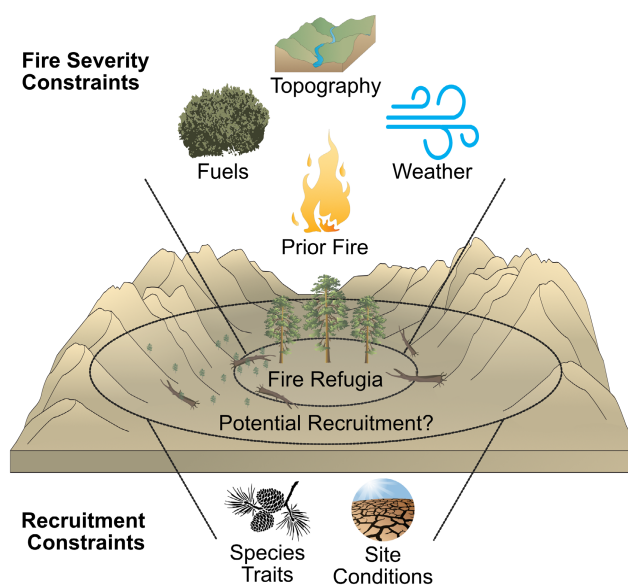 Fire Severity
Constraints
Topography
Fuels
Weather
Prior Fire
Fire Refugia
Potential Recruitment?
Recruitment
Constraints
Species
Traits
Site
Conditions